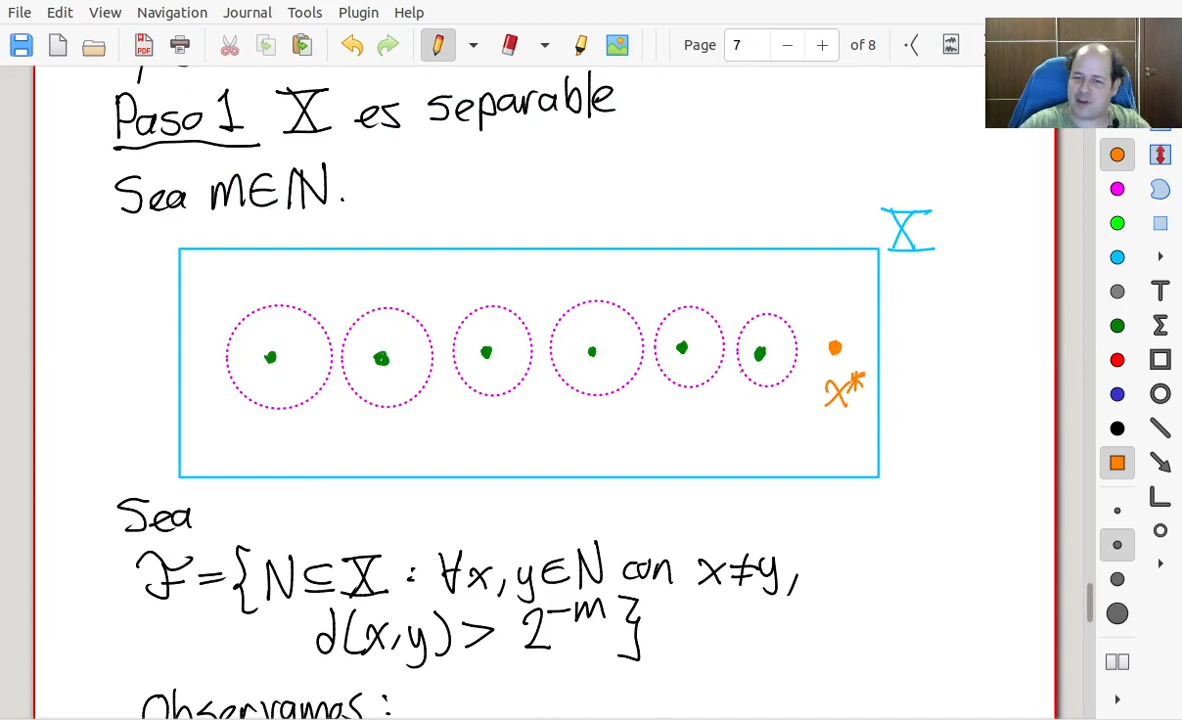 File Edit View Navigation Journal Tools Plugin Help
Page 7 of 8
Paso 1 X es separable
Sea m∈ℕ.
X
x*
Sea
ℱ={N⊆X : ∀x,y∈N con x≠y,
d(x,y) > 2^{-m}}
Observamos: